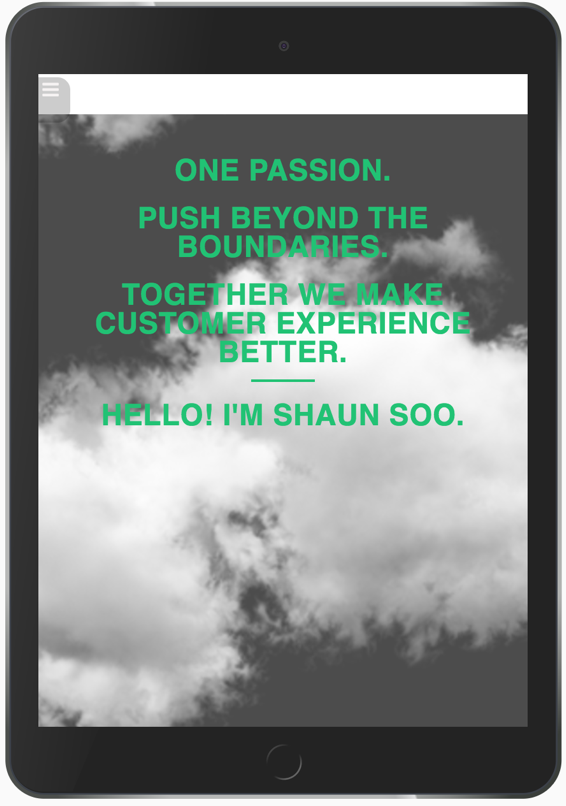 ONE PASSION.
PUSH BEYOND THE
BOUNDARIES.
TOGETHER WE MAKE
CUSTOMER EXPERIENCE
BETTER.
HELLO! I'M SHAUN SOO.